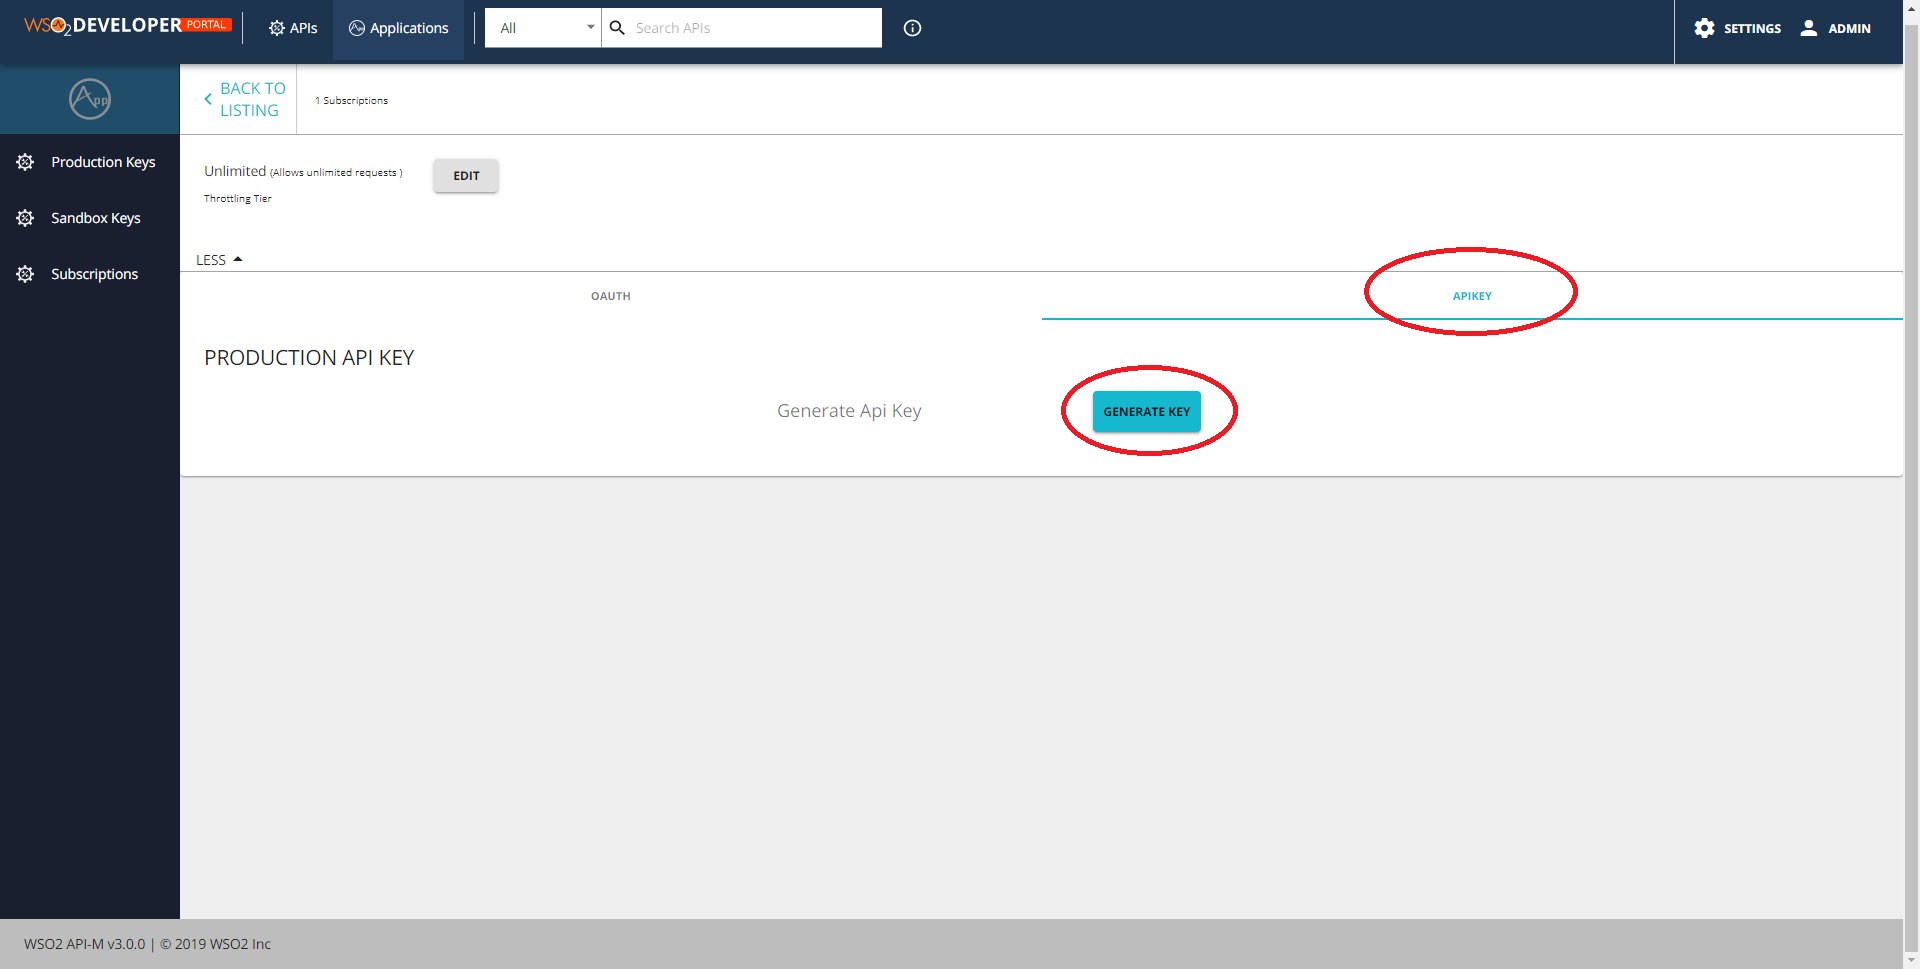 WSO2 DEVELOPER PORTAL
APIs
Applications
All
Search APIs
SETTINGS
ADMIN
App
BACK TO
LISTING
1 Subscriptions
Production Keys
Sandbox Keys
Subscriptions
Unlimited (Allows unlimited requests )
EDIT
Throttling Tier
LESS
OAUTH
APIKEY
PRODUCTION API KEY
Generate Api Key
GENERATE KEY
WSO2 API-M v3.0.0 | © 2019 WSO2 Inc